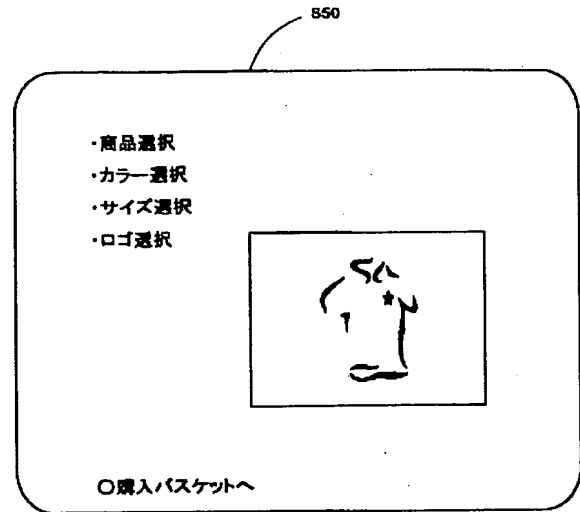 850
・商品選択
・カラー選択
・サイズ選択
・ロゴ選択
○購入バスケットへ